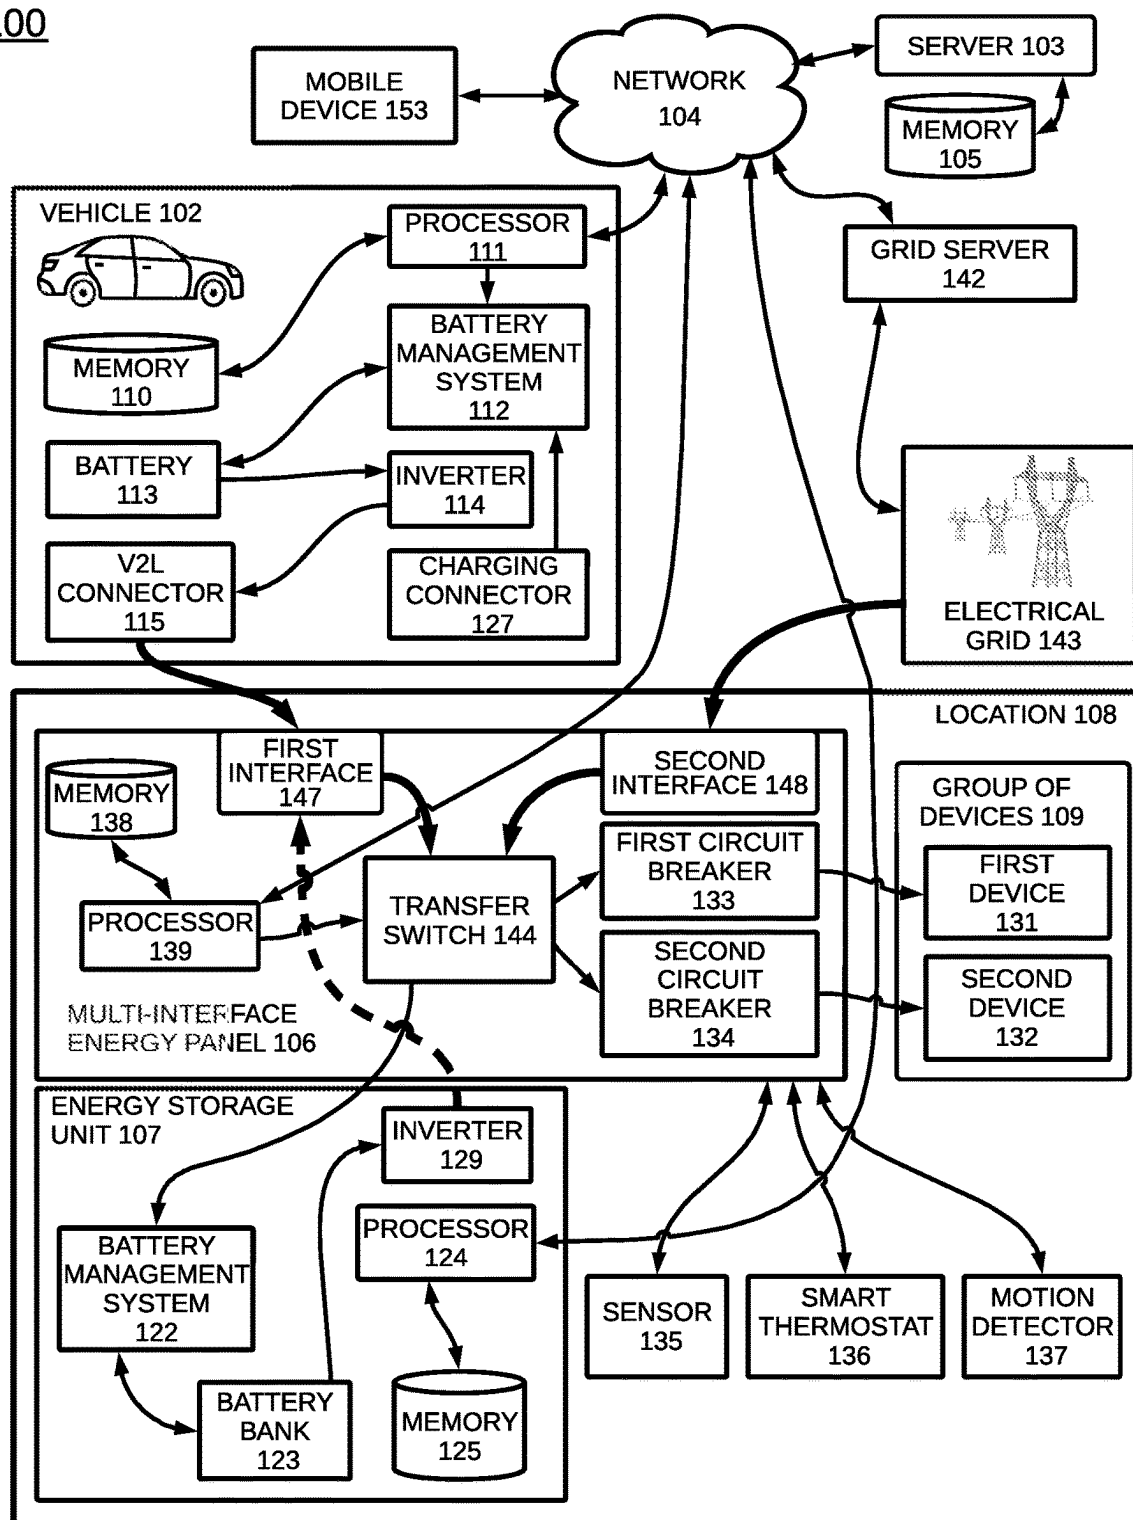 100
MOBILE
DEVICE 153
NETWORK
104
SERVER 103
MEMORY
105
VEHICLE 102
PROCESSOR
111
GRID SERVER
142
BATTERY
MANAGEMENT
SYSTEM
112
MEMORY
110
BATTERY
113
INVERTER
114
V2L
CONNECTOR
115
CHARGING
CONNECTOR
127
ELECTRICAL
GRID 143
LOCATION 108
FIRST
INTERFACE
147
SECOND
INTERFACE 148
MEMORY
138
GROUP OF
DEVICES 109
FIRST CIRCUIT
BREAKER
133
FIRST
DEVICE
131
PROCESSOR
139
TRANSFER
SWITCH 144
SECOND
CIRCUIT
BREAKER
134
SECOND
DEVICE
132
MULTI-INTERFACE
ENERGY PANEL 106
ENERGY STORAGE
UNIT 107
INVERTER
129
PROCESSOR
124
BATTERY
MANAGEMENT
SYSTEM
122
SENSOR
135
SMART
THERMOSTAT
136
MOTION
DETECTOR
137
BATTERY
BANK
123
MEMORY
125